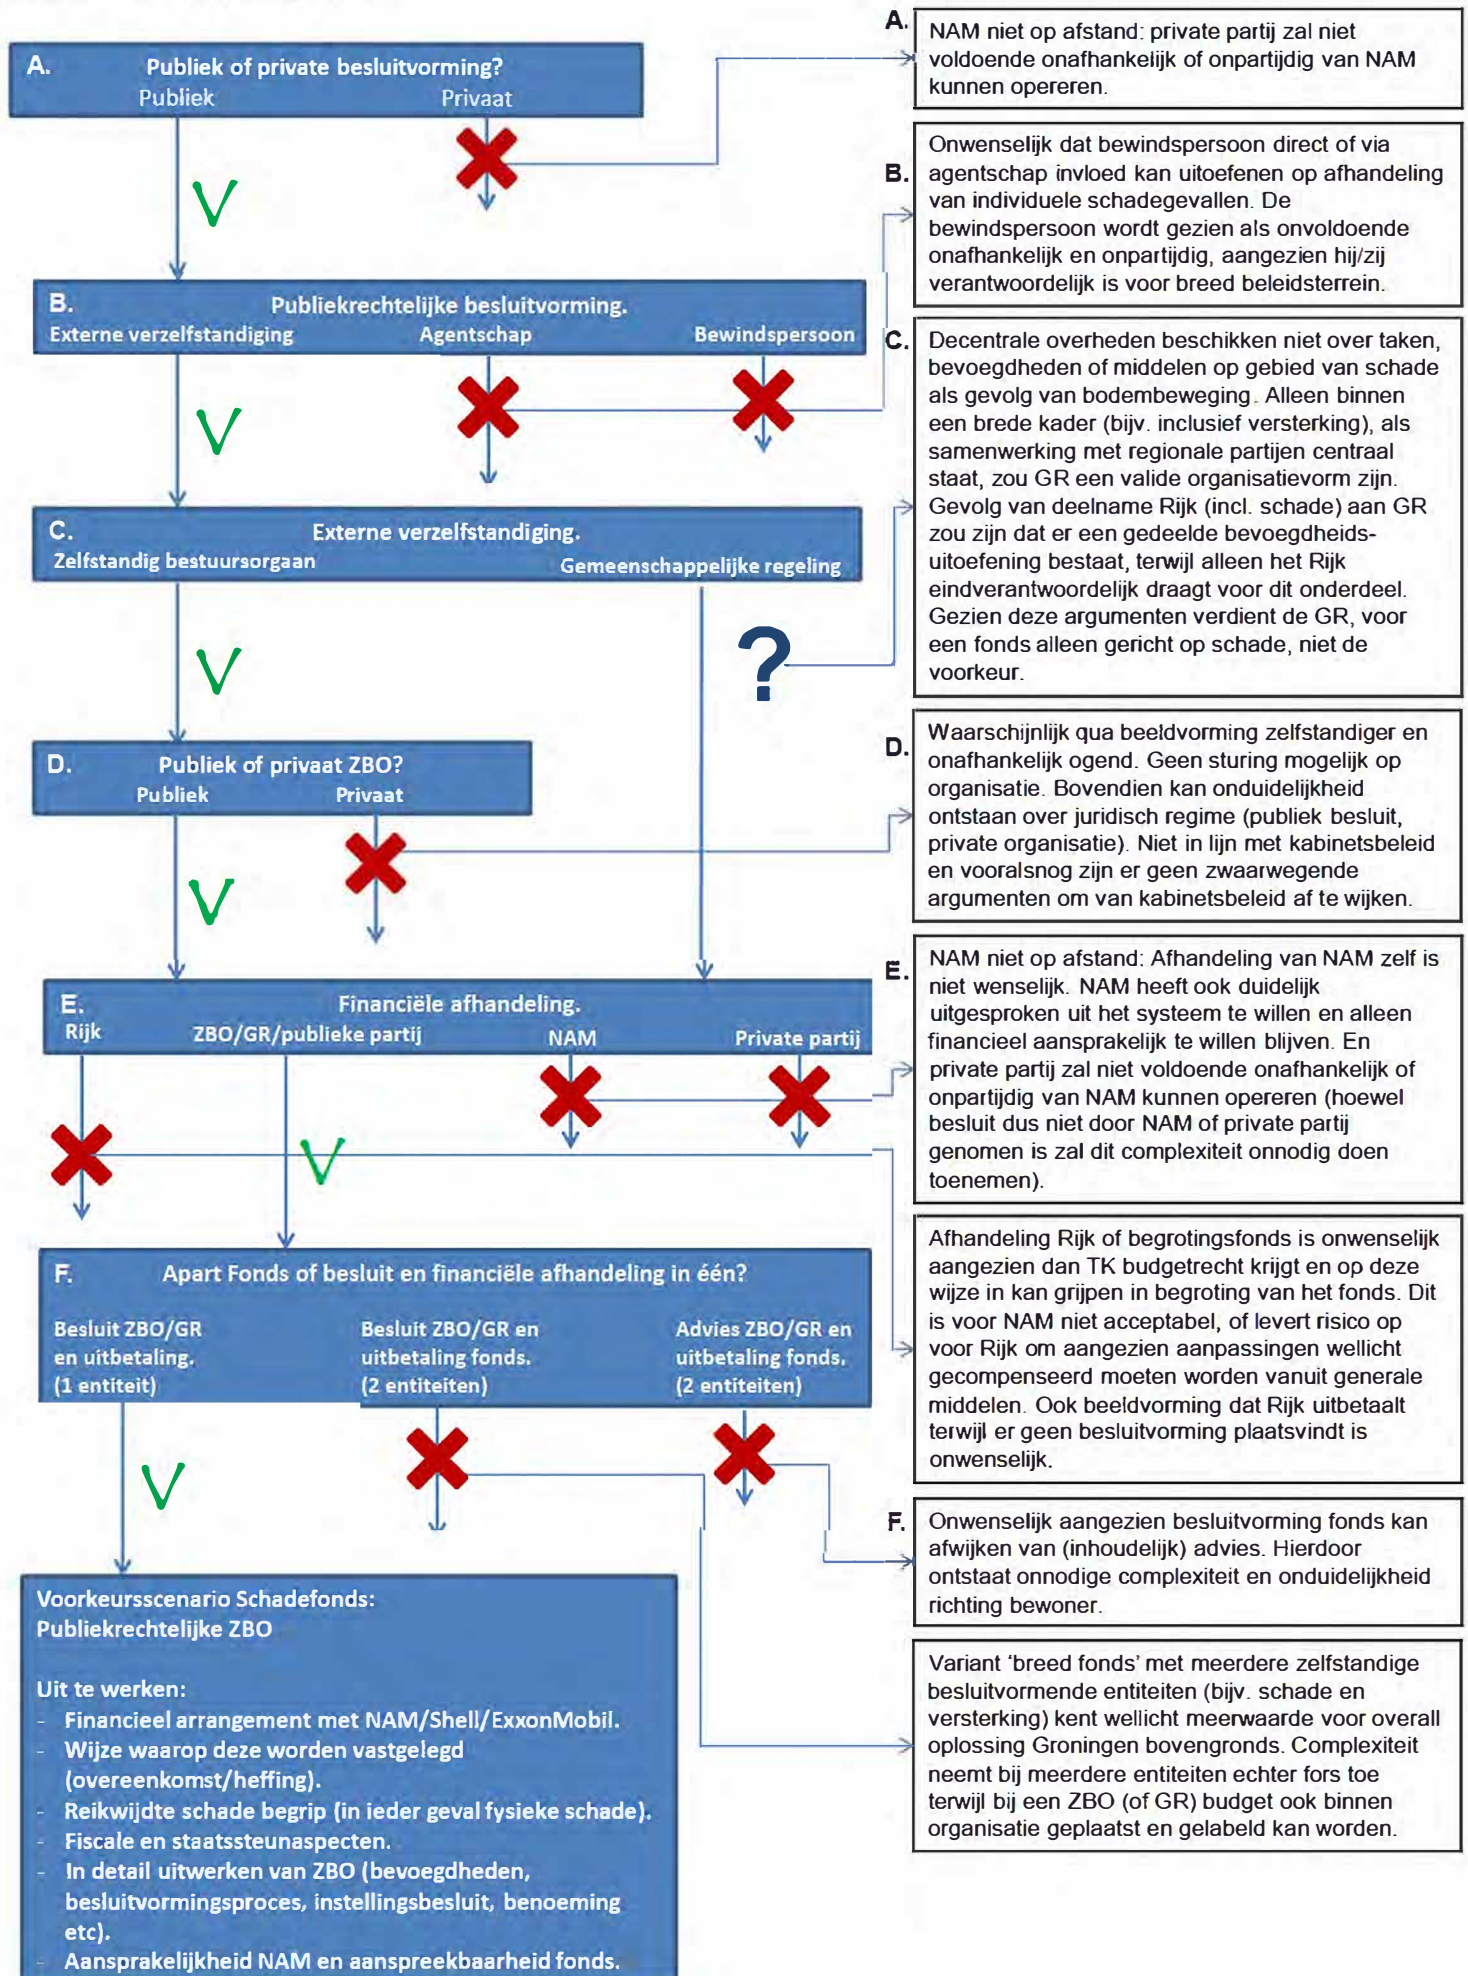 A. Publiek of private besluitvorming?
Publiek Privaat
B. Publiekrechtelijke besluitvorming.
Externe verzelfstandiging Agentschap Bewindspersoon
C. Externe verzelfstandiging.
Zelfstandig bestuursorgaan Gemeenschappelijke regeling
?
D. Publiek of privaat ZBO?
Publiek Privaat
E. Financiële afhandeling.
Rijk ZBO/GR/publieke partij NAM Private partij
F. Apart Fonds of besluit en financiële afhandeling in één?
Besluit ZBO/GR
en uitbetaling.
(1 entiteit)
Besluit ZBO/GR en
uitbetaling fonds.
(2 entiteiten)
Advies ZBO/GR en
uitbetaling fonds.
(2 entiteiten)
Voorkeursscenario Schadefonds:
Publiekrechtelijke ZBO
Uit te werken:
- Financieel arrangement met NAM/Shell/ExxonMobil.
- Wijze waarop deze worden vastgelegd
(overeenkomst/heffing).
- Reikwijdte schade begrip (in ieder geval fysieke schade).
- Fiscale en staatssteunaspecten.
- In detail uitwerken van ZBO (bevoegdheden,
besluitvormingsproces, instellingsbesluit, benoeming
etc).
- Aansprakelijkheid NAM en aanspreekbaarheid fonds.
A.
NAM niet op afstand: private partij zal niet
voldoende onafhankelijk of onpartijdig van NAM
kunnen opereren.
B.
Onwenselijk dat bewindspersoon direct of via
agentschap invloed kan uitoefenen op afhandeling
van individuele schadegevallen. De
bewindspersoon wordt gezien als onvoldoende
onafhankelijk en onpartijdig, aangezien hij/zij
verantwoordelijk is voor breed beleidsterrein.
C.
Decentrale overheden beschikken niet over taken,
bevoegdheden of middelen op gebied van schade
als gevolg van bodembeweging. Alleen binnen
een brede kader (bijv. inclusief versterking), als
samenwerking met regionale partijen centraal
staat, zou GR een valide organisatievorm zijn.
Gevolg van deelname Rijk (incl. schade) aan GR
zou zijn dat er een gedeelde bevoegdheids-
uitoefening bestaat, terwijl alleen het Rijk
eindverantwoordelijk draagt voor dit onderdeel.
Gezien deze argumenten verdient de GR, voor
een fonds alleen gericht op schade, niet de
voorkeur.
D.
Waarschijnlijk qua beeldvorming zelfstandiger en
onafhankelijk ogend. Geen sturing mogelijk op
organisatie. Bovendien kan onduidelijkheid
ontstaan over juridisch regime (publiek besluit,
private organisatie). Niet in lijn met kabinetsbeleid
en vooralsnog zijn er geen zwaarwegende
argumenten om van kabinetsbeleid af te wijken.
E.
NAM niet op afstand: Afhandeling van NAM zelf is
niet wenselijk. NAM heeft ook duidelijk
uitgesproken uit het systeem te willen en alleen
financieel aansprakelijk te willen blijven. En
private partij zal niet voldoende onafhankelijk of
onpartijdig van NAM kunnen opereren (hoewel
besluit dus niet door NAM of private partij
genomen is zal dit complexiteit onnodig doen
toenemen).
Afhandeling Rijk of begrotingsfonds is onwenselijk
aangezien dan TK budgetrecht krijgt en op deze
wijze in kan grijpen in begroting van het fonds. Dit
is voor NAM niet acceptabel, of levert risico op
voor Rijk om aangezien aanpassingen wellicht
gecompenseerd moeten worden vanuit generale
middelen. Ook beeldvorming dat Rijk uitbetaalt
terwijl er geen besluitvorming plaatsvindt is
onwenselijk.
F.
Onwenselijk aangezien besluitvorming fonds kan
afwijken van (inhoudelijk) advies. Hierdoor
ontstaat onnodige complexiteit en onduidelijkheid
richting bewoner.
Variant ‘breed fonds’ met meerdere zelfstandige
besluitvormende entiteiten (bijv. schade en
versterking) kent wellicht meerwaarde voor overall
oplossing Groningen bovengronds. Complexiteit
neemt bij meerdere entiteiten echter fors toe
terwijl bij een ZBO (of GR) budget ook binnen
organisatie geplaatst en gelabeld kan worden.